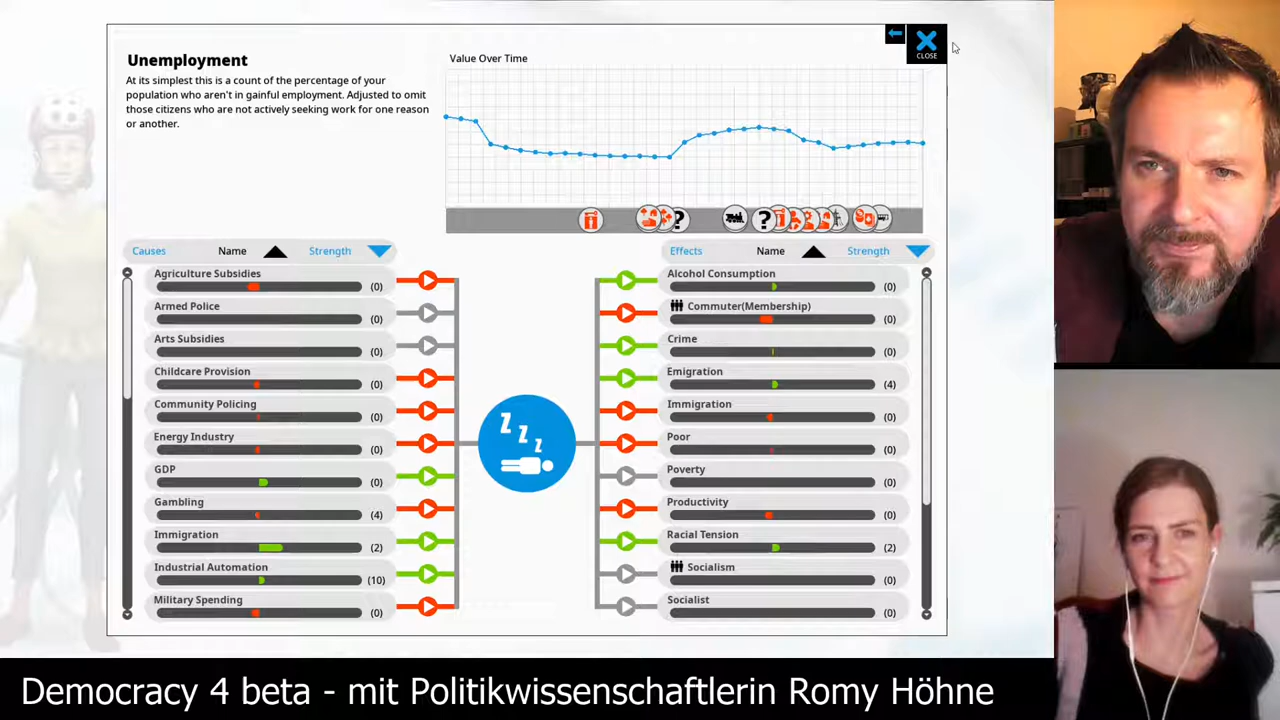 CLOSE
Unemployment
At its simplest this is a count of the percentage of your
population who aren't in gainful employment. Adjusted to omit
those citizens who are not actively seeking work for one reason
or another.
Value Over Time
? ?
Causes Name Strength
Agriculture Subsidies
(0)
Armed Police
(0)
Arts Subsidies
(0)
Childcare Provision
(0)
Community Policing
(0)
Energy Industry
(0)
GDP
(0)
Gambling
(4)
Immigration
(2)
Industrial Automation
(10)
Military Spending
(0)
z z z
Effects Name Strength
Alcohol Consumption
(0)
Commuter(Membership)
(0)
Crime
(0)
Emigration
(4)
Immigration
(0)
Poor
(0)
Poverty
(0)
Productivity
(0)
Racial Tension
(2)
Socialism
(0)
Socialist
(0)
Democracy 4 beta - mit Politikwissenschaftlerin Romy Höhne